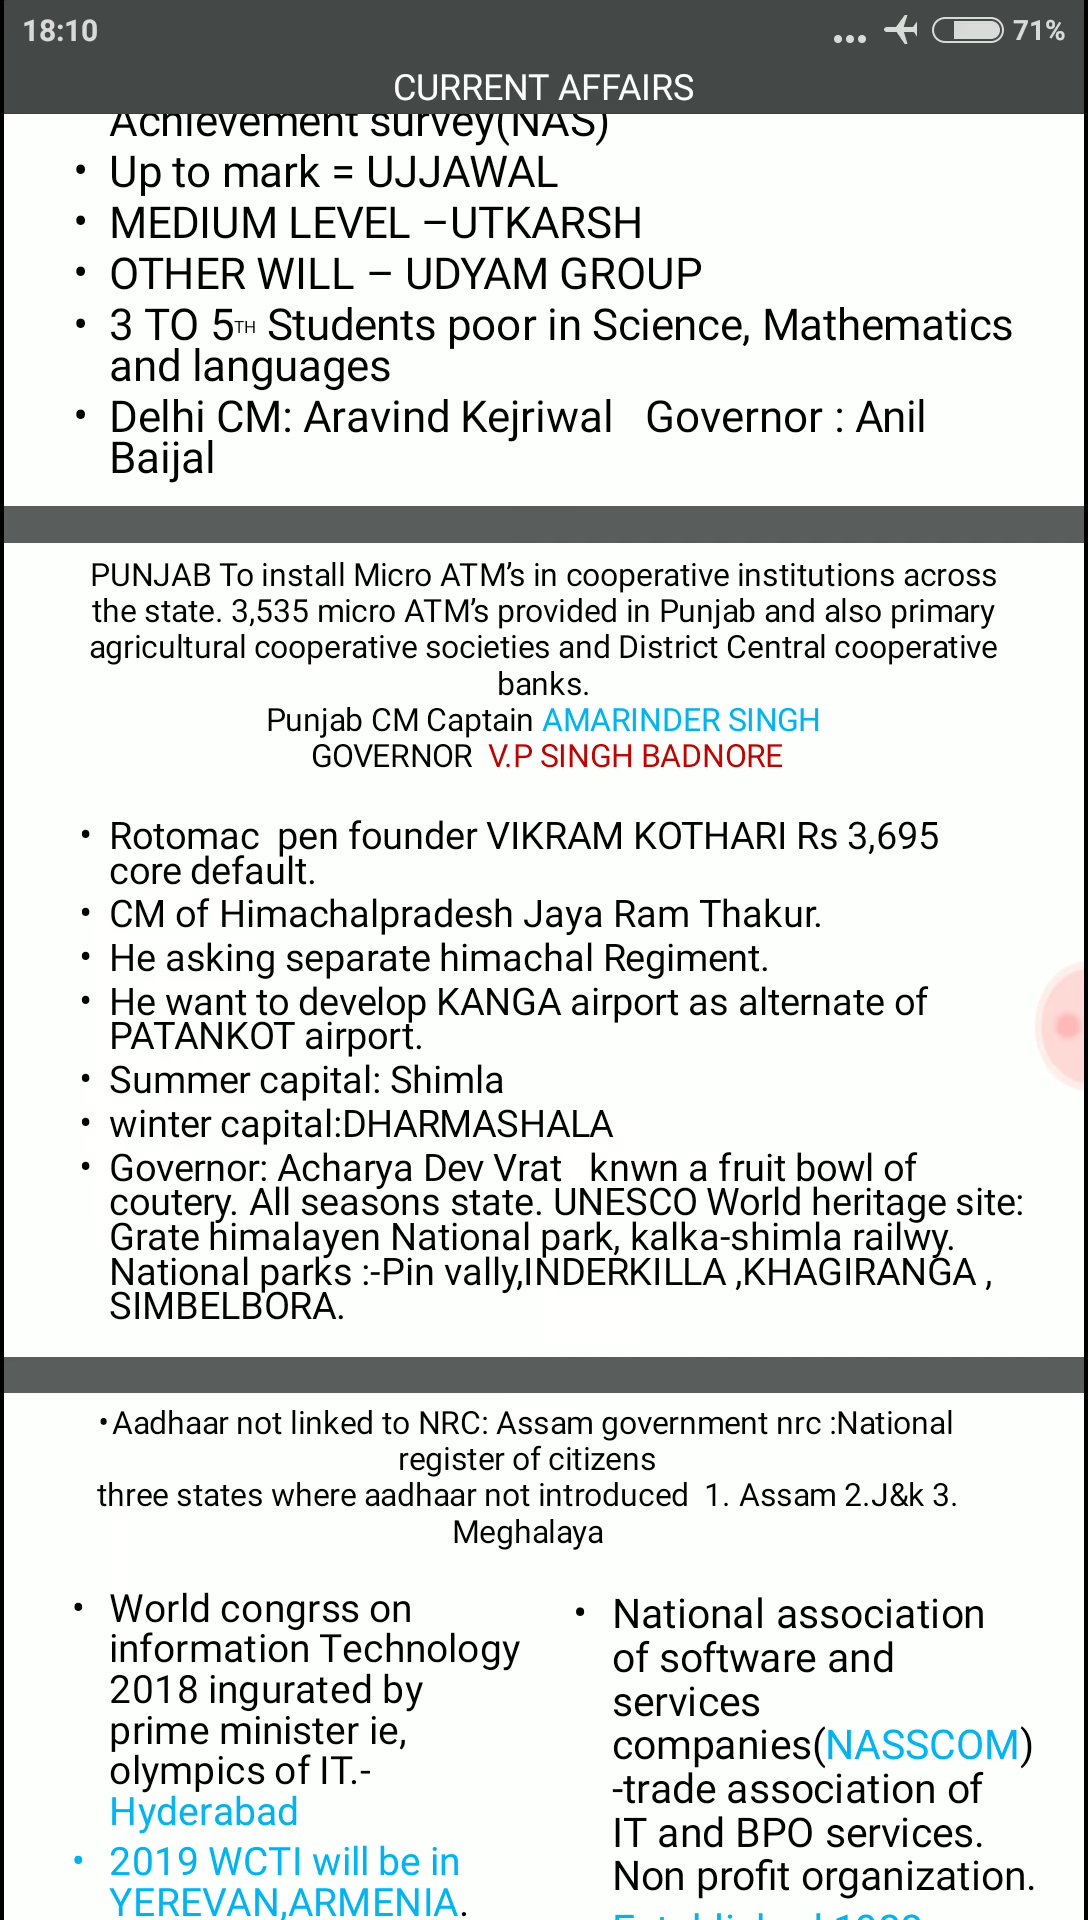 18:10
71%
CURRENT AFFAIRS
Achievement survey(NAS)
• Up to mark = UJJAWAL
• MEDIUM LEVEL –UTKARSH
• OTHER WILL – UDYAM GROUP
• 3 TO 5TH Students poor in Science, Mathematics
and languages
• Delhi CM: Aravind Kejriwal Governor : Anil
Baijal
PUNJAB To install Micro ATM's in cooperative institutions across
the state. 3,535 micro ATM's provided in Punjab and also primary
agricultural cooperative societies and District Central cooperative
banks.
Punjab CM Captain AMARINDER SINGH
GOVERNOR V.P SINGH BADNORE
• Rotomac pen founder VIKRAM KOTHARI Rs 3,695
core default.
• CM of Himachalpradesh Jaya Ram Thakur.
• He asking separate himachal Regiment.
• He want to develop KANGA airport as alternate of
PATANKOT airport.
• Summer capital: Shimla
• winter capital:DHARMASHALA
• Governor: Acharya Dev Vrat knwn a fruit bowl of
coutery. All seasons state. UNESCO World heritage site:
Grate himalayen National park, kalka-shimla railwy.
National parks :-Pin vally,INDERKILLA ,KHAGIRANGA ,
SIMBELBORA.
•Aadhaar not linked to NRC: Assam government nrc :National
register of citizens
three states where aadhaar not introduced 1. Assam 2.J&k 3.
Meghalaya
• World congrss on
information Technology
2018 ingurated by
prime minister ie,
olympics of IT.-
Hyderabad
• 2019 WCTI will be in
YEREVAN,ARMENIA.
• National association
of software and
services
companies(NASSCOM)
-trade association of
IT and BPO services.
Non profit organization.